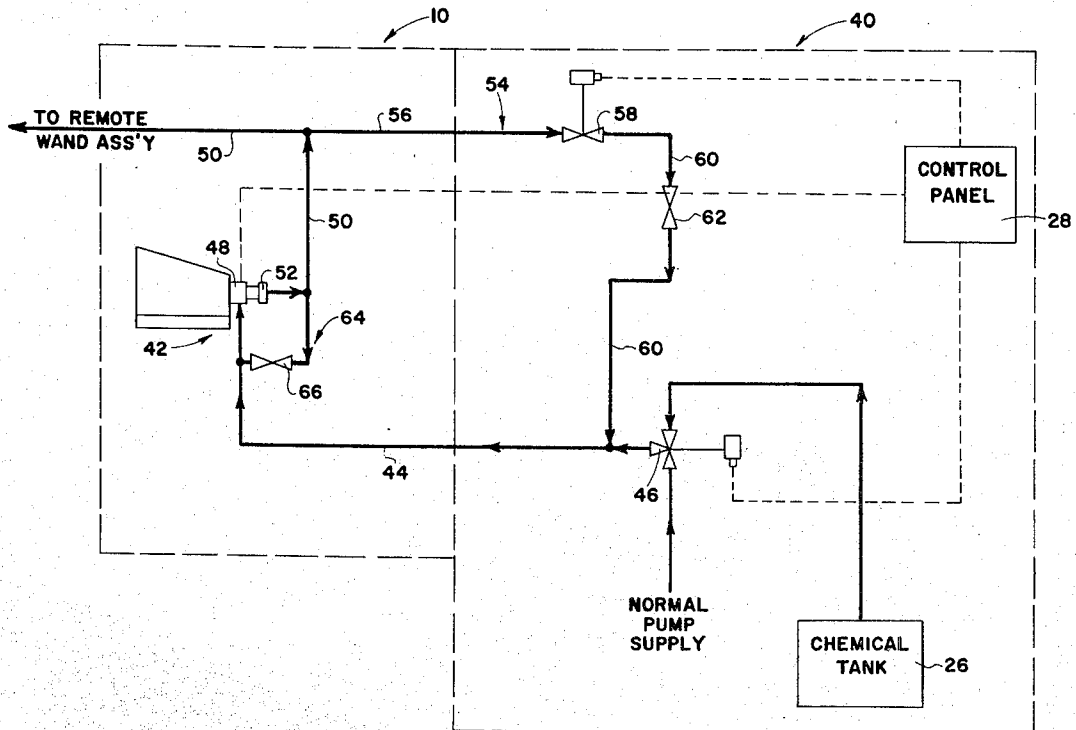 10
40
TO REMOTE
WAND ASS'Y
50
56
54
58
60
CONTROL
PANEL
28
62
50
48
52
64
42
66
60
44
46
NORMAL
PUMP
SUPPLY
CHEMICAL
TANK
26